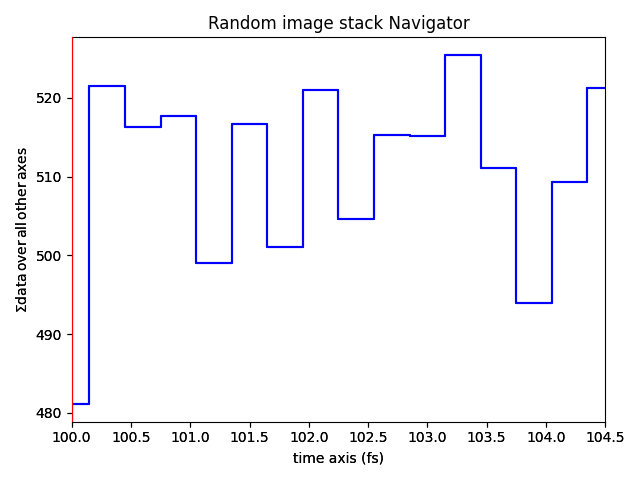 Random image stack Navigator
Σdata over all other axes
520
510
500
490
480
100.0 100.5 101.0 101.5 102.0 102.5 103.0 103.5 104.0 104.5
time axis (fs)